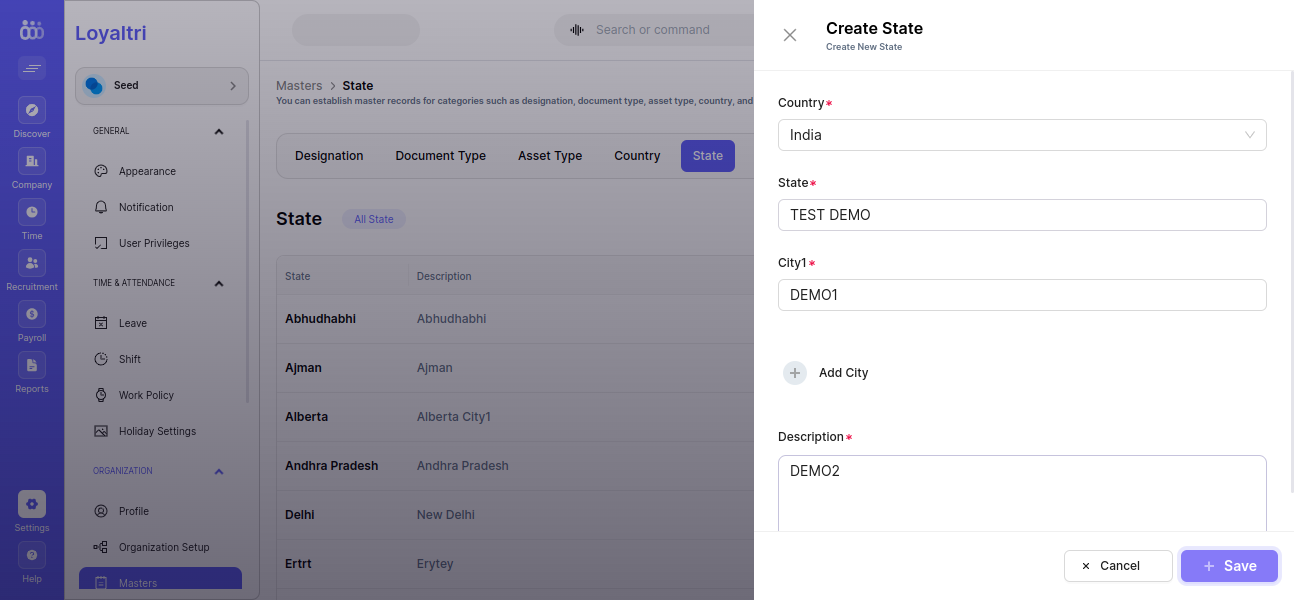 Loyaltri
Seed
GENERAL
Appearance
Notification
User Privileges
TIME & ATTENDANCE
Leave
Shift
Work Policy
Holiday Settings
ORGANIZATION
Profile
Organization Setup
Masters
Discover
Company
Time
Recruitment
Payroll
Reports
Settings
Help
Search or command
Masters > State
You can establish master records for categories such as designation, document type, asset type, country, and
Designation Document Type Asset Type Country State
State All State
State Description
Abhudhabhi Abhudhabhi
Ajman Ajman
Alberta Alberta City1
Andhra Pradesh Andhra Pradesh
Delhi New Delhi
Ertrt Erytey
Create State
Create New State
Country*
India
State*
TEST DEMO
City1*
DEMO1
Add City
Description*
DEMO2
Cancel
Save